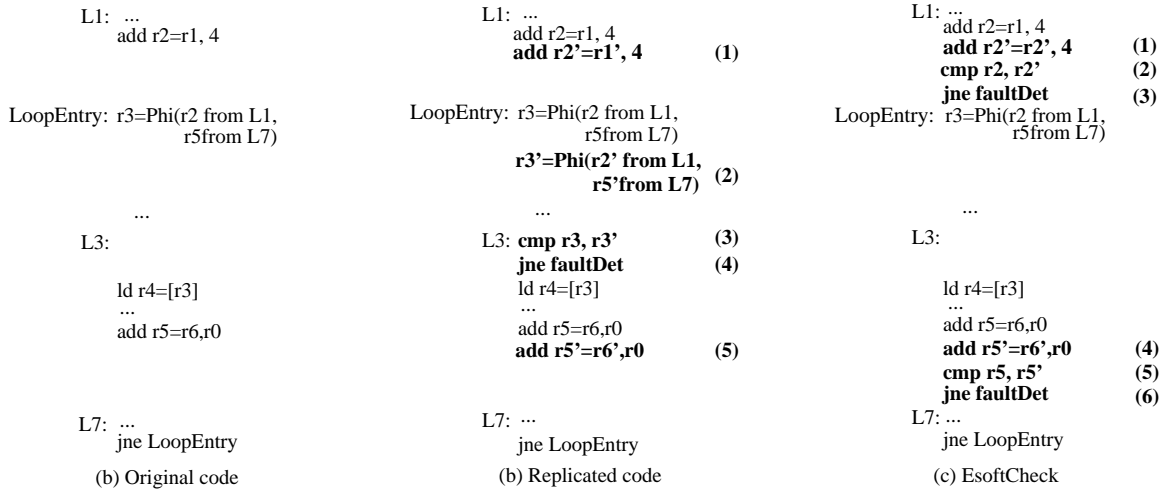 L1: ...
add r2=r1, 4
LoopEntry: r3=Phi(r2 from L1,
r5from L7)
...
L3:
ld r4=[r3]
...
add r5=r6,r0
L7: ...
jne LoopEntry
(b) Original code
L1: ...
add r2=r1, 4
add r2’=r1’, 4 (1)
LoopEntry: r3=Phi(r2 from L1,
r5from L7)
r3’=Phi(r2’ from L1,
r5’from L7) (2)
...
L3: cmp r3, r3’ (3)
jne faultDet (4)
ld r4=[r3]
...
add r5=r6,r0
add r5’=r6’,r0 (5)
L7: ...
jne LoopEntry
(b) Replicated code
L1: ...
add r2=r1, 4
add r2’=r2’, 4 (1)
cmp r2, r2’ (2)
jne faultDet (3)
LoopEntry: r3=Phi(r2 from L1,
r5from L7)
...
L3:
ld r4=[r3]
...
add r5=r6,r0
add r5’=r6’,r0 (4)
cmp r5, r5’ (5)
jne faultDet (6)
L7: ...
jne LoopEntry
(c) EsoftCheck